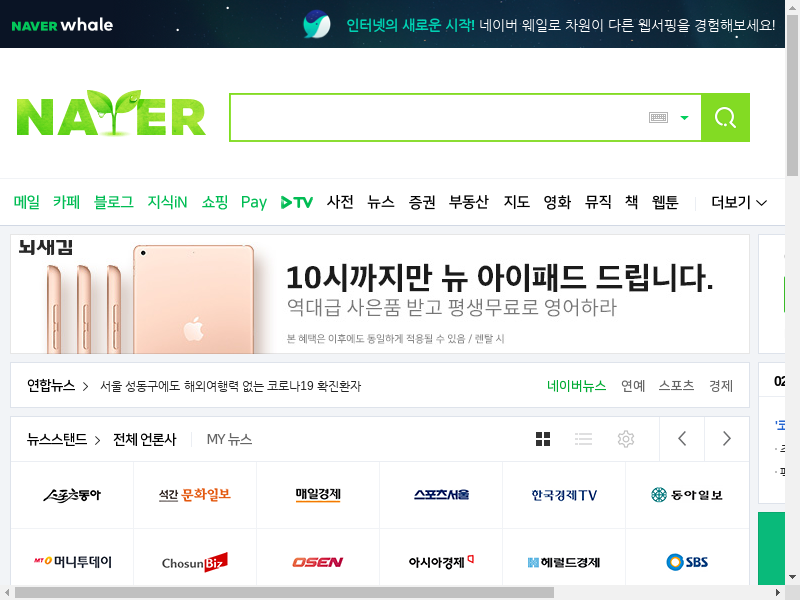 NAVER whale
인터넷의 새로운 시작! 네이버 웨일로 차원이 다른 웹서핑을 경험해보세요!
NAVER
메일 카페 블로그 지식iN 쇼핑 Pay TV 사전 뉴스 증권 부동산 지도 영화 뮤직 책 웹툰 더보기
뇌새김
10시까지만 뉴 아이패드 드립니다.
역대급 사은품 받고 평생무료로 영어하라
본 혜택은 이후에도 동일하게 적용될 수 있음 / 렌탈 시
연합뉴스 > 서울 성동구에도 해외여행력 없는 코로나19 확진환자 네이버뉴스 연예 스포츠 경제
02
뉴스스탠드 > 전체 언론사 MY 뉴스
스포츠동아 석간 문화일보 매일경제 스포츠서울 한국경제TV 동아일보
MT 머니투데이 ChosunBiz OSEN 아시아경제 헤럴드경제 SBS